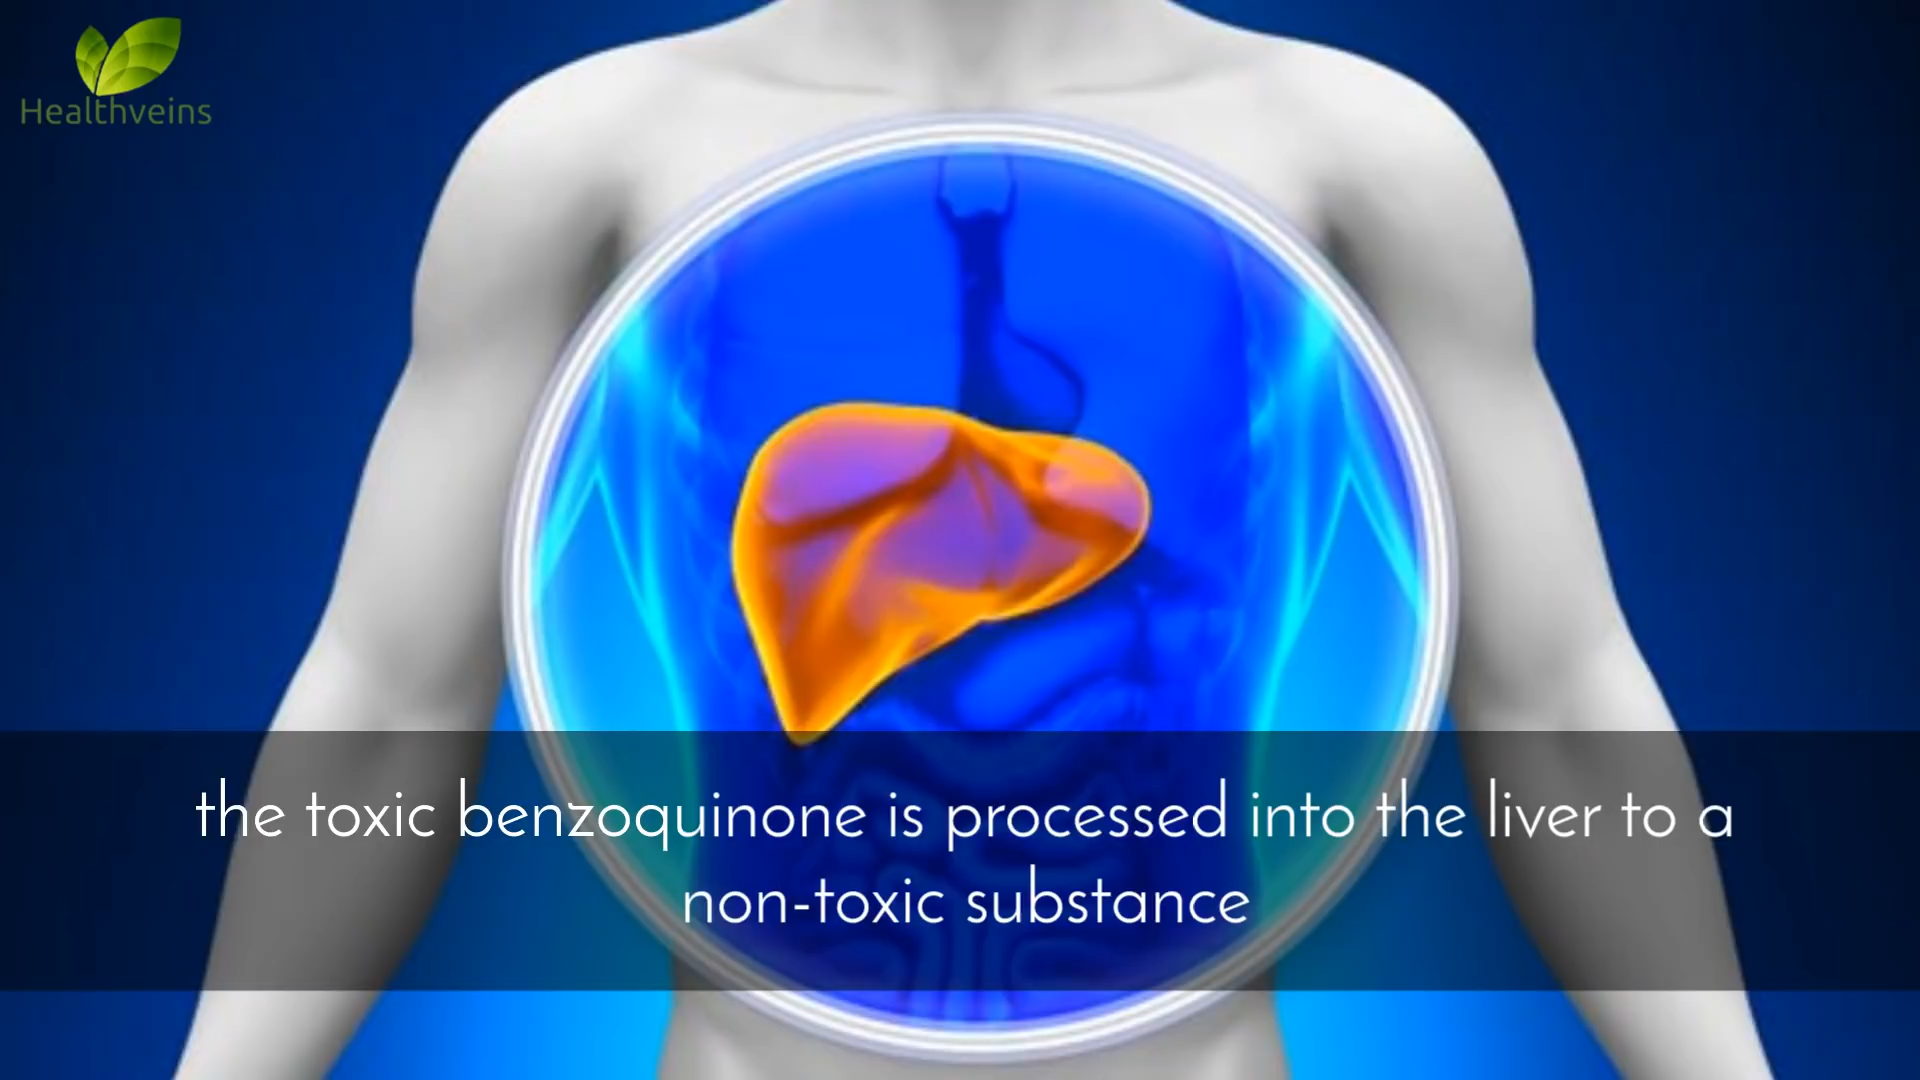 Healthveins
the toxic benzoquinone is processed into the liver to a
non-toxic substance